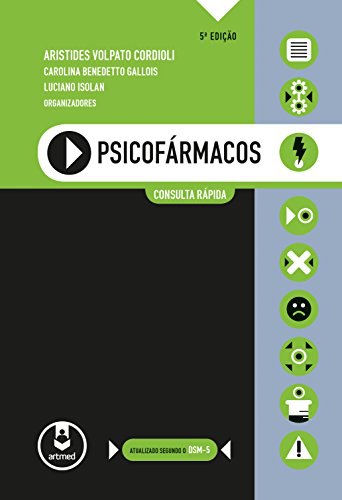 5ª EDIÇÃO
ARISTIDES VOLPATO CORDIOLI
CAROLINA BENEDETTO GALLOIS
LUCIANO ISOLAN
ORGANIZADORES
PSICOFÁRMACOS
CONSULTA RÁPIDA
artmed
ATUALIZADO SEGUNDO O DSM-5